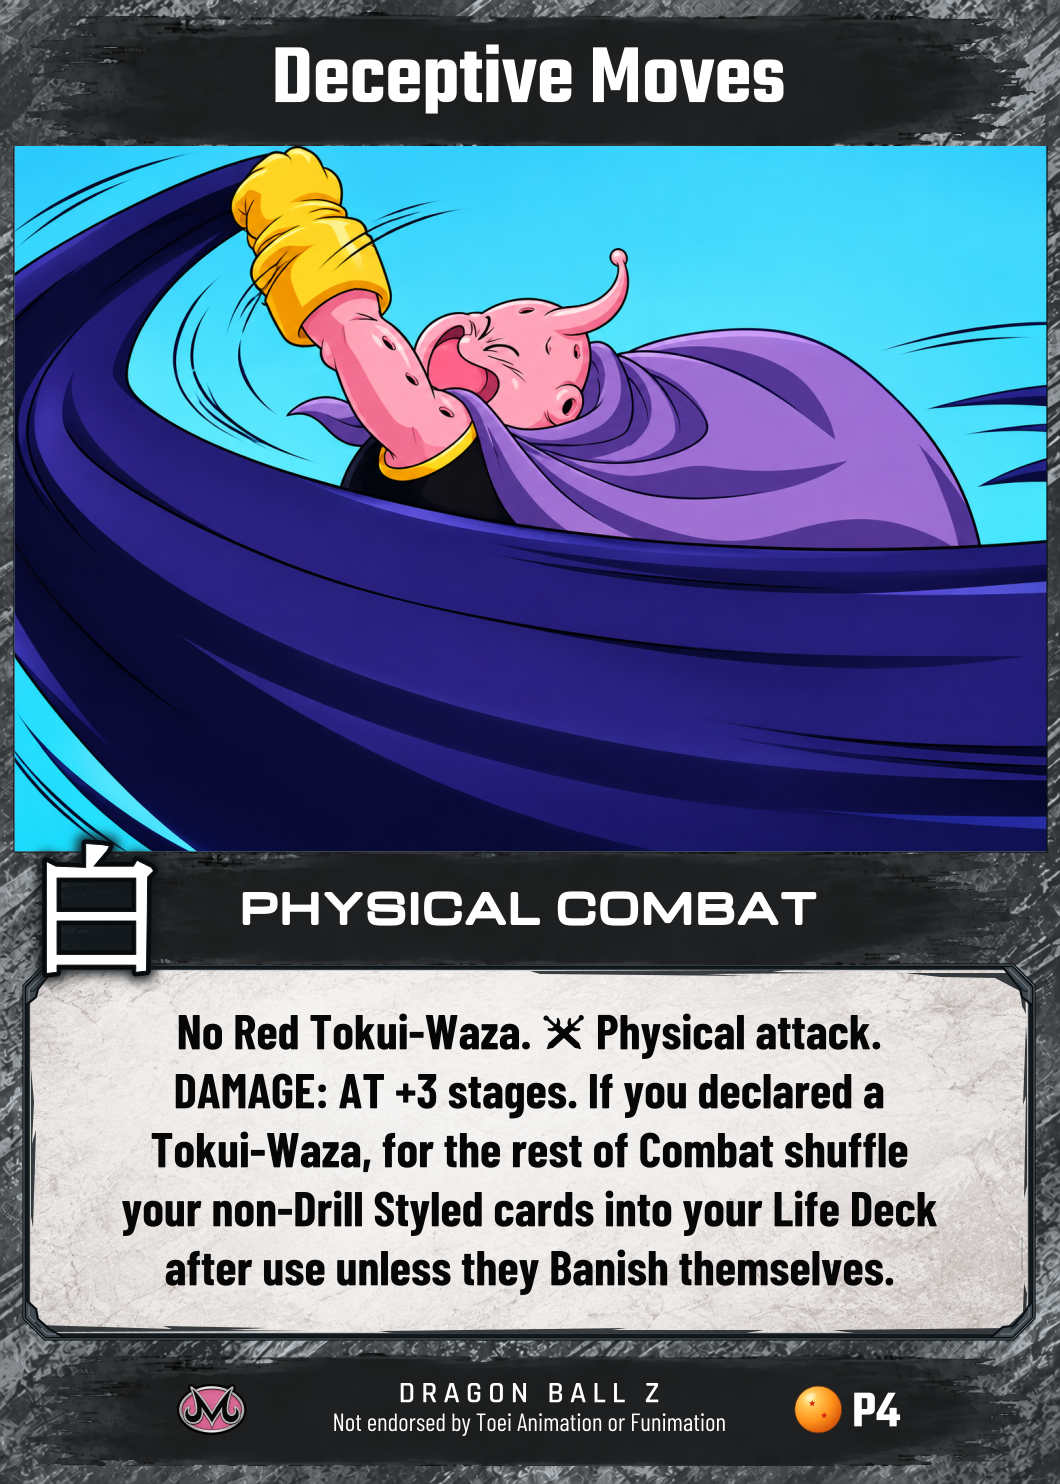 Deceptive Moves
白
PHYSICAL COMBAT
No Red Tokui-Waza. Physical attack.
DAMAGE: AT +3 stages. If you declared a
Tokui-Waza, for the rest of Combat shuffle
your non-Drill Styled cards into your Life Deck
after use unless they Banish themselves.
M
DRAGON BALL Z
Not endorsed by Toei Animation or Funimation
P4